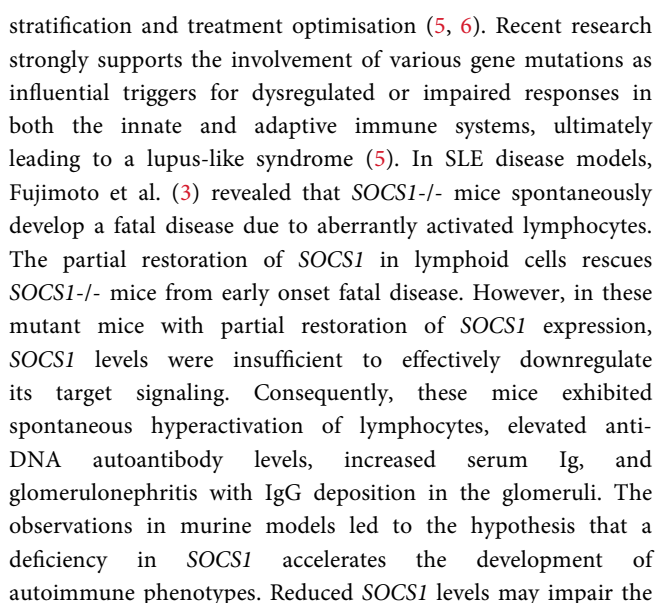 stratification and treatment optimisation (5, 6). Recent research
strongly supports the involvement of various gene mutations as
influential triggers for dysregulated or impaired responses in
both the innate and adaptive immune systems, ultimately
leading to a lupus-like syndrome (5). In SLE disease models,
Fujimoto et al. (3) revealed that SOCS1-/- mice spontaneously
develop a fatal disease due to aberrantly activated lymphocytes.
The partial restoration of SOCS1 in lymphoid cells rescues
SOCS1-/- mice from early onset fatal disease. However, in these
mutant mice with partial restoration of SOCS1 expression,
SOCS1 levels were insufficient to effectively downregulate
its target signaling. Consequently, these mice exhibited
spontaneous hyperactivation of lymphocytes, elevated anti-
DNA autoantibody levels, increased serum Ig, and
glomerulonephritis with IgG deposition in the glomeruli. The
observations in murine models led to the hypothesis that a
deficiency in SOCS1 accelerates the development of
autoimmune phenotypes. Reduced SOCS1 levels may impair the